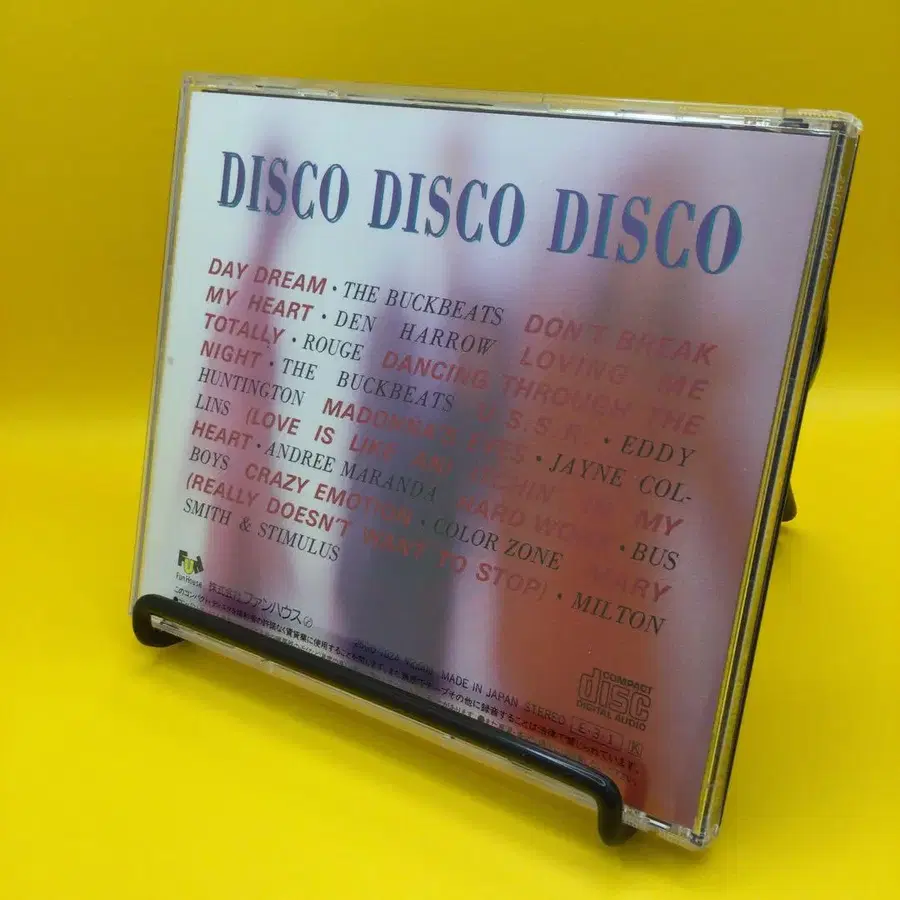 DISCO DISCO DISCO
DAY DREAM・THE BUCKBEATS DON'T BREAK
MY HEART・DEN HARROW LOVING ME
TOTALLY・ROUGE DANCING THROUGH THE
NIGHT・THE BUCKBEATS U.S.S.R.・EDDY
HUNTINGTON MADONNA'S EYES・JAYNE COL-
LINS (LOVE IS LIKE AN) ITCHIN' IN MY
HEART・ANDREE MARANDA HARD WORK・BUS
BOYS CRAZY EMOTION・COLOR ZONE MARY
(REALLY DOESN'T WANT TO STOP)・MILTON
SMITH & STIMULUS
Fun
Fun House 株式会社ファンハウス
MADE IN JAPAN STEREO
COMPACT
disc
DIGITAL AUDIO
K